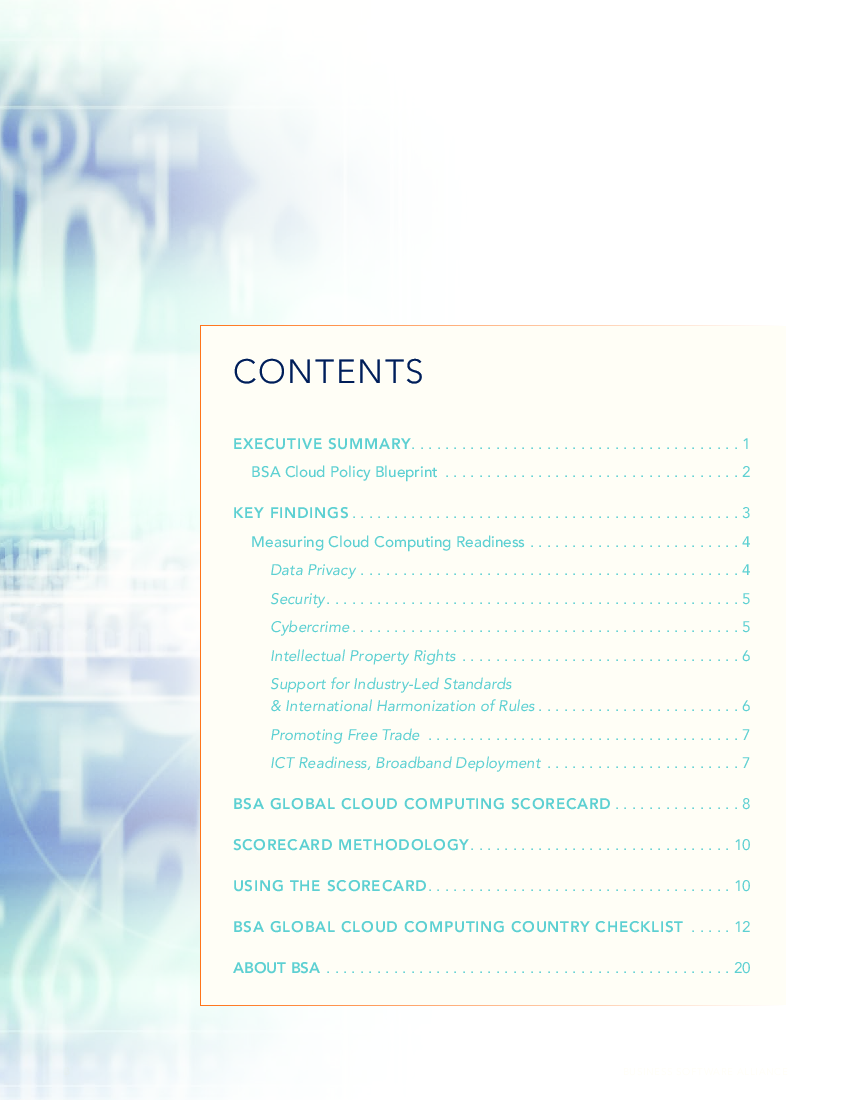 CONTENTS
EXECUTIVE SUMMARY. . . . . . . . . . . . . . . . . . . . . . . . . . . . . . . . . . . . . . . 1
BSA Cloud Policy Blueprint . . . . . . . . . . . . . . . . . . . . . . . . . . . . . . . . . . . 2
KEY FINDINGS . . . . . . . . . . . . . . . . . . . . . . . . . . . . . . . . . . . . . . . . . . . . . . 3
Measuring Cloud Computing Readiness . . . . . . . . . . . . . . . . . . . . . . . . . 4
Data Privacy . . . . . . . . . . . . . . . . . . . . . . . . . . . . . . . . . . . . . . . . . . . . . 4
Security. . . . . . . . . . . . . . . . . . . . . . . . . . . . . . . . . . . . . . . . . . . . . . . . . 5
Cybercrime . . . . . . . . . . . . . . . . . . . . . . . . . . . . . . . . . . . . . . . . . . . . . . 5
Intellectual Property Rights . . . . . . . . . . . . . . . . . . . . . . . . . . . . . . . . . 6
Support for Industry-Led Standards
& International Harmonization of Rules . . . . . . . . . . . . . . . . . . . . . . . . 6
Promoting Free Trade . . . . . . . . . . . . . . . . . . . . . . . . . . . . . . . . . . . . . 7
ICT Readiness, Broadband Deployment . . . . . . . . . . . . . . . . . . . . . . . 7
BSA GLOBAL CLOUD COMPUTING SCORECARD . . . . . . . . . . . . . . . 8
SCORECARD METHODOLOGY. . . . . . . . . . . . . . . . . . . . . . . . . . . . . . . 10
USING THE SCORECARD. . . . . . . . . . . . . . . . . . . . . . . . . . . . . . . . . . . . 10
BSA GLOBAL CLOUD COMPUTING COUNTRY CHECKLIST . . . . . 12
ABOUT BSA . . . . . . . . . . . . . . . . . . . . . . . . . . . . . . . . . . . . . . . . . . . . . . . . 20